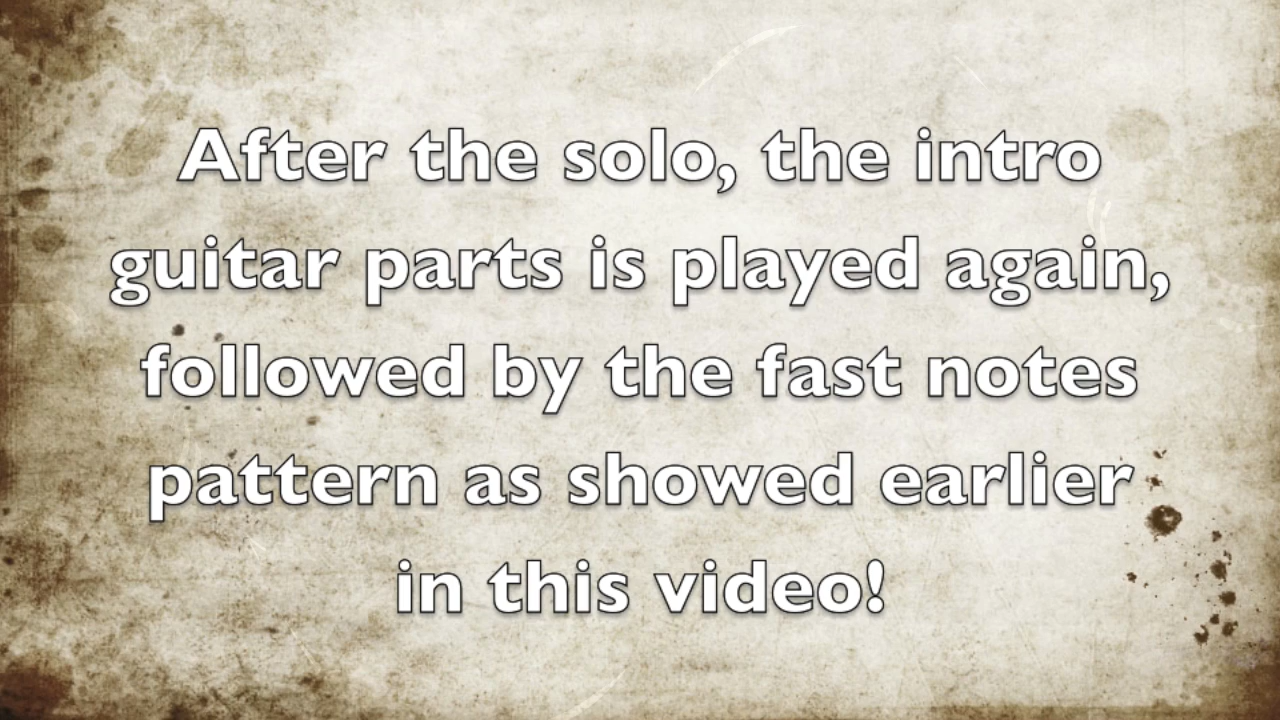 After the solo, the intro
guitar parts is played again,
followed by the fast notes
pattern as showed earlier
in this video!